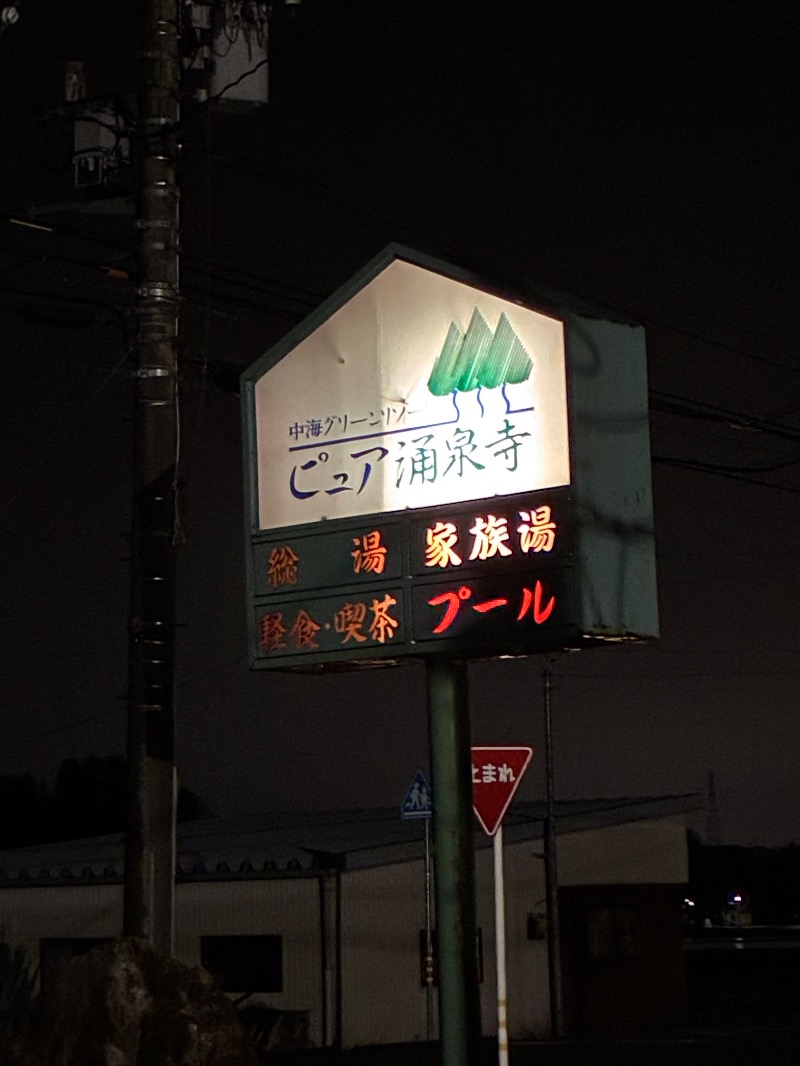 中海グリーンリゾート
ピュア涌泉寺
総湯 家族湯
軽食・喫茶 プール
止まれ